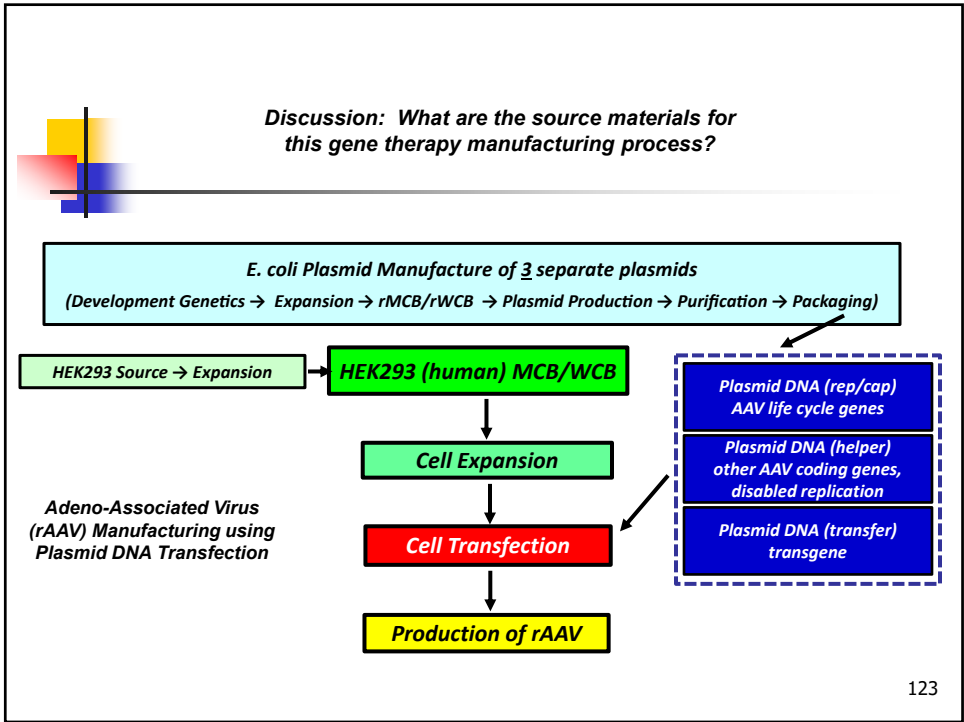 Discussion:  What are the source materials for
this gene therapy manufacturing process?
E. coli Plasmid Manufacture of 3 separate plasmids
(Development Genetics → Expansion → rMCB/rWCB → Plasmid Production → Purification → Packaging)
HEK293 Source → Expansion
HEK293 (human) MCB/WCB
Plasmid DNA (rep/cap)
AAV life cycle genes
Plasmid DNA (helper)
other AAV coding genes,
disabled replication
Plasmid DNA (transfer)
transgene
Cell Expansion
Adeno-Associated Virus
(rAAV) Manufacturing using
Plasmid DNA Transfection
Cell Transfection
Production of rAAV
123